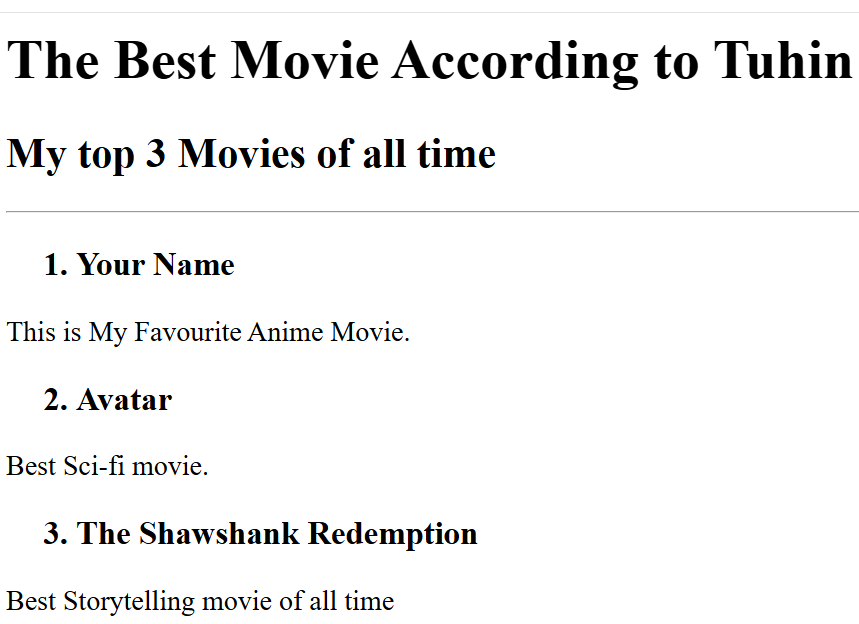 The Best Movie According to Tuhin
My top 3 Movies of all time
1. Your Name
This is My Favourite Anime Movie.
2. Avatar
Best Sci-fi movie.
3. The Shawshank Redemption
Best Storytelling movie of all time